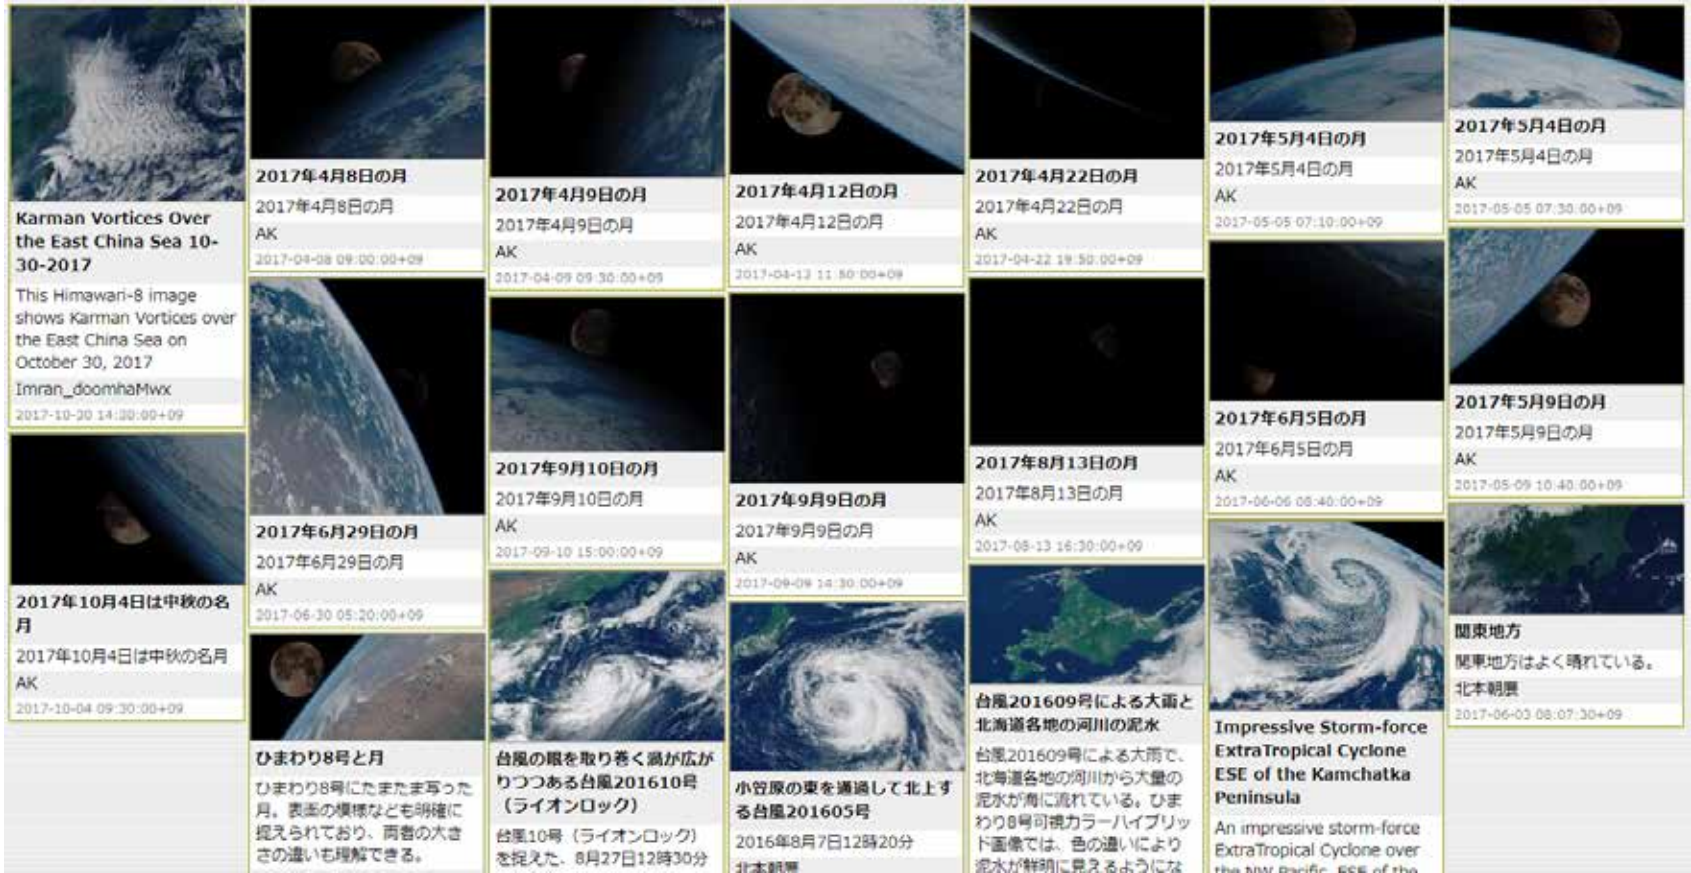 Karman Vortices Over
the East China Sea 10-
30-2017
This Himawari-8 image
shows Karman Vortices over
the East China Sea on
October 30, 2017
Imran_doomhaMwx
2017-10-30 14:30:00+09
2017年10月4日は中秋の名
月
2017年10月4日は中秋の名月
AK
2017-10-04 09:30:00+09
2017年4月8日の月
2017年4月8日の月
AK
2017-04-08 09:00:00+09
2017年6月29日の月
2017年6月29日の月
AK
2017-06-30 05:20:00+09
ひまわり8号と月
ひまわり8号にたまたま写った
月。表面の模様なども明確に
捉えられており、両者の大き
さの違いも理解できる。
2017年4月9日の月
2017年4月9日の月
AK
2017-04-09 09:30:00+09
2017年9月10日の月
2017年9月10日の月
AK
2017-09-10 15:00:00+09
台風の眼を取り巻く渦が広が
りつつある台風201610号
（ライオンロック）
台風10号（ライオンロック）
を捉えた、8月27日12時30分
2017年4月12日の月
2017年4月12日の月
AK
2017-04-12 11:50:00+09
2017年9月9日の月
2017年9月9日の月
AK
2017-09-09 14:30:00+09
小笠原の東を通過して北上す
る台風201605号
2016年8月7日12時20分
北本朝展
2017年4月22日の月
2017年4月22日の月
AK
2017-04-22 19:50:00+09
2017年8月13日の月
2017年8月13日の月
AK
2017-08-13 16:30:00+09
台風201609号による大雨と
北海道各地の河川の泥水
台風201609号による大雨で、
北海道各地の河川から大量の
泥水が海に流れている。ひま
わり8号可視カラーハイブリッ
ド画像では、色の違いにより
泥水が鮮明に見えるようにな
2017年5月4日の月
2017年5月4日の月
AK
2017-05-05 07:10:00+09
2017年6月5日の月
2017年6月5日の月
AK
2017-06-06 08:40:00+09
Impressive Storm-force
ExtraTropical Cyclone
ESE of the Kamchatka
Peninsula
An impressive storm-force
ExtraTropical Cyclone over
the NW Pacific, ESE of the
2017年5月4日の月
2017年5月4日の月
AK
2017-05-05 07:30:00+09
2017年5月9日の月
2017年5月9日の月
AK
2017-05-09 10:40:00+09
関東地方
関東地方はよく晴れている。
北本朝展
2017-06-03 08:07:30+09